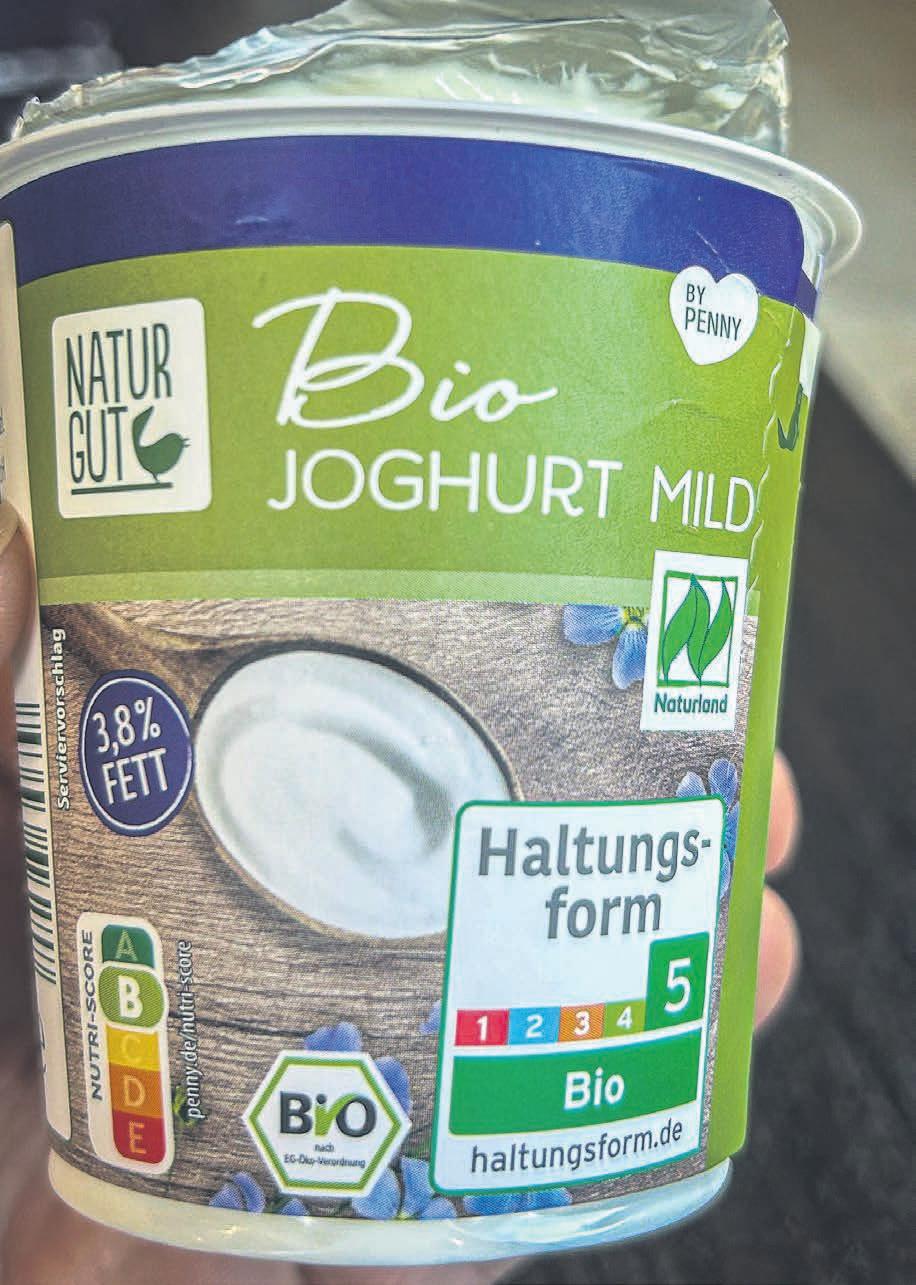 BY
PENNY
NATUR
GUT
Bio
JOGHURT MILD
Naturland
Serviervorschlag
3,8%
FETT
Haltungs-
form
1 2 3 4 5
Bio
haltungsform.de
NUTRI-SCORE
A
B
C
D
E
penny.de/nutri-score
BIO
nach
EG-Öko-Verordnung